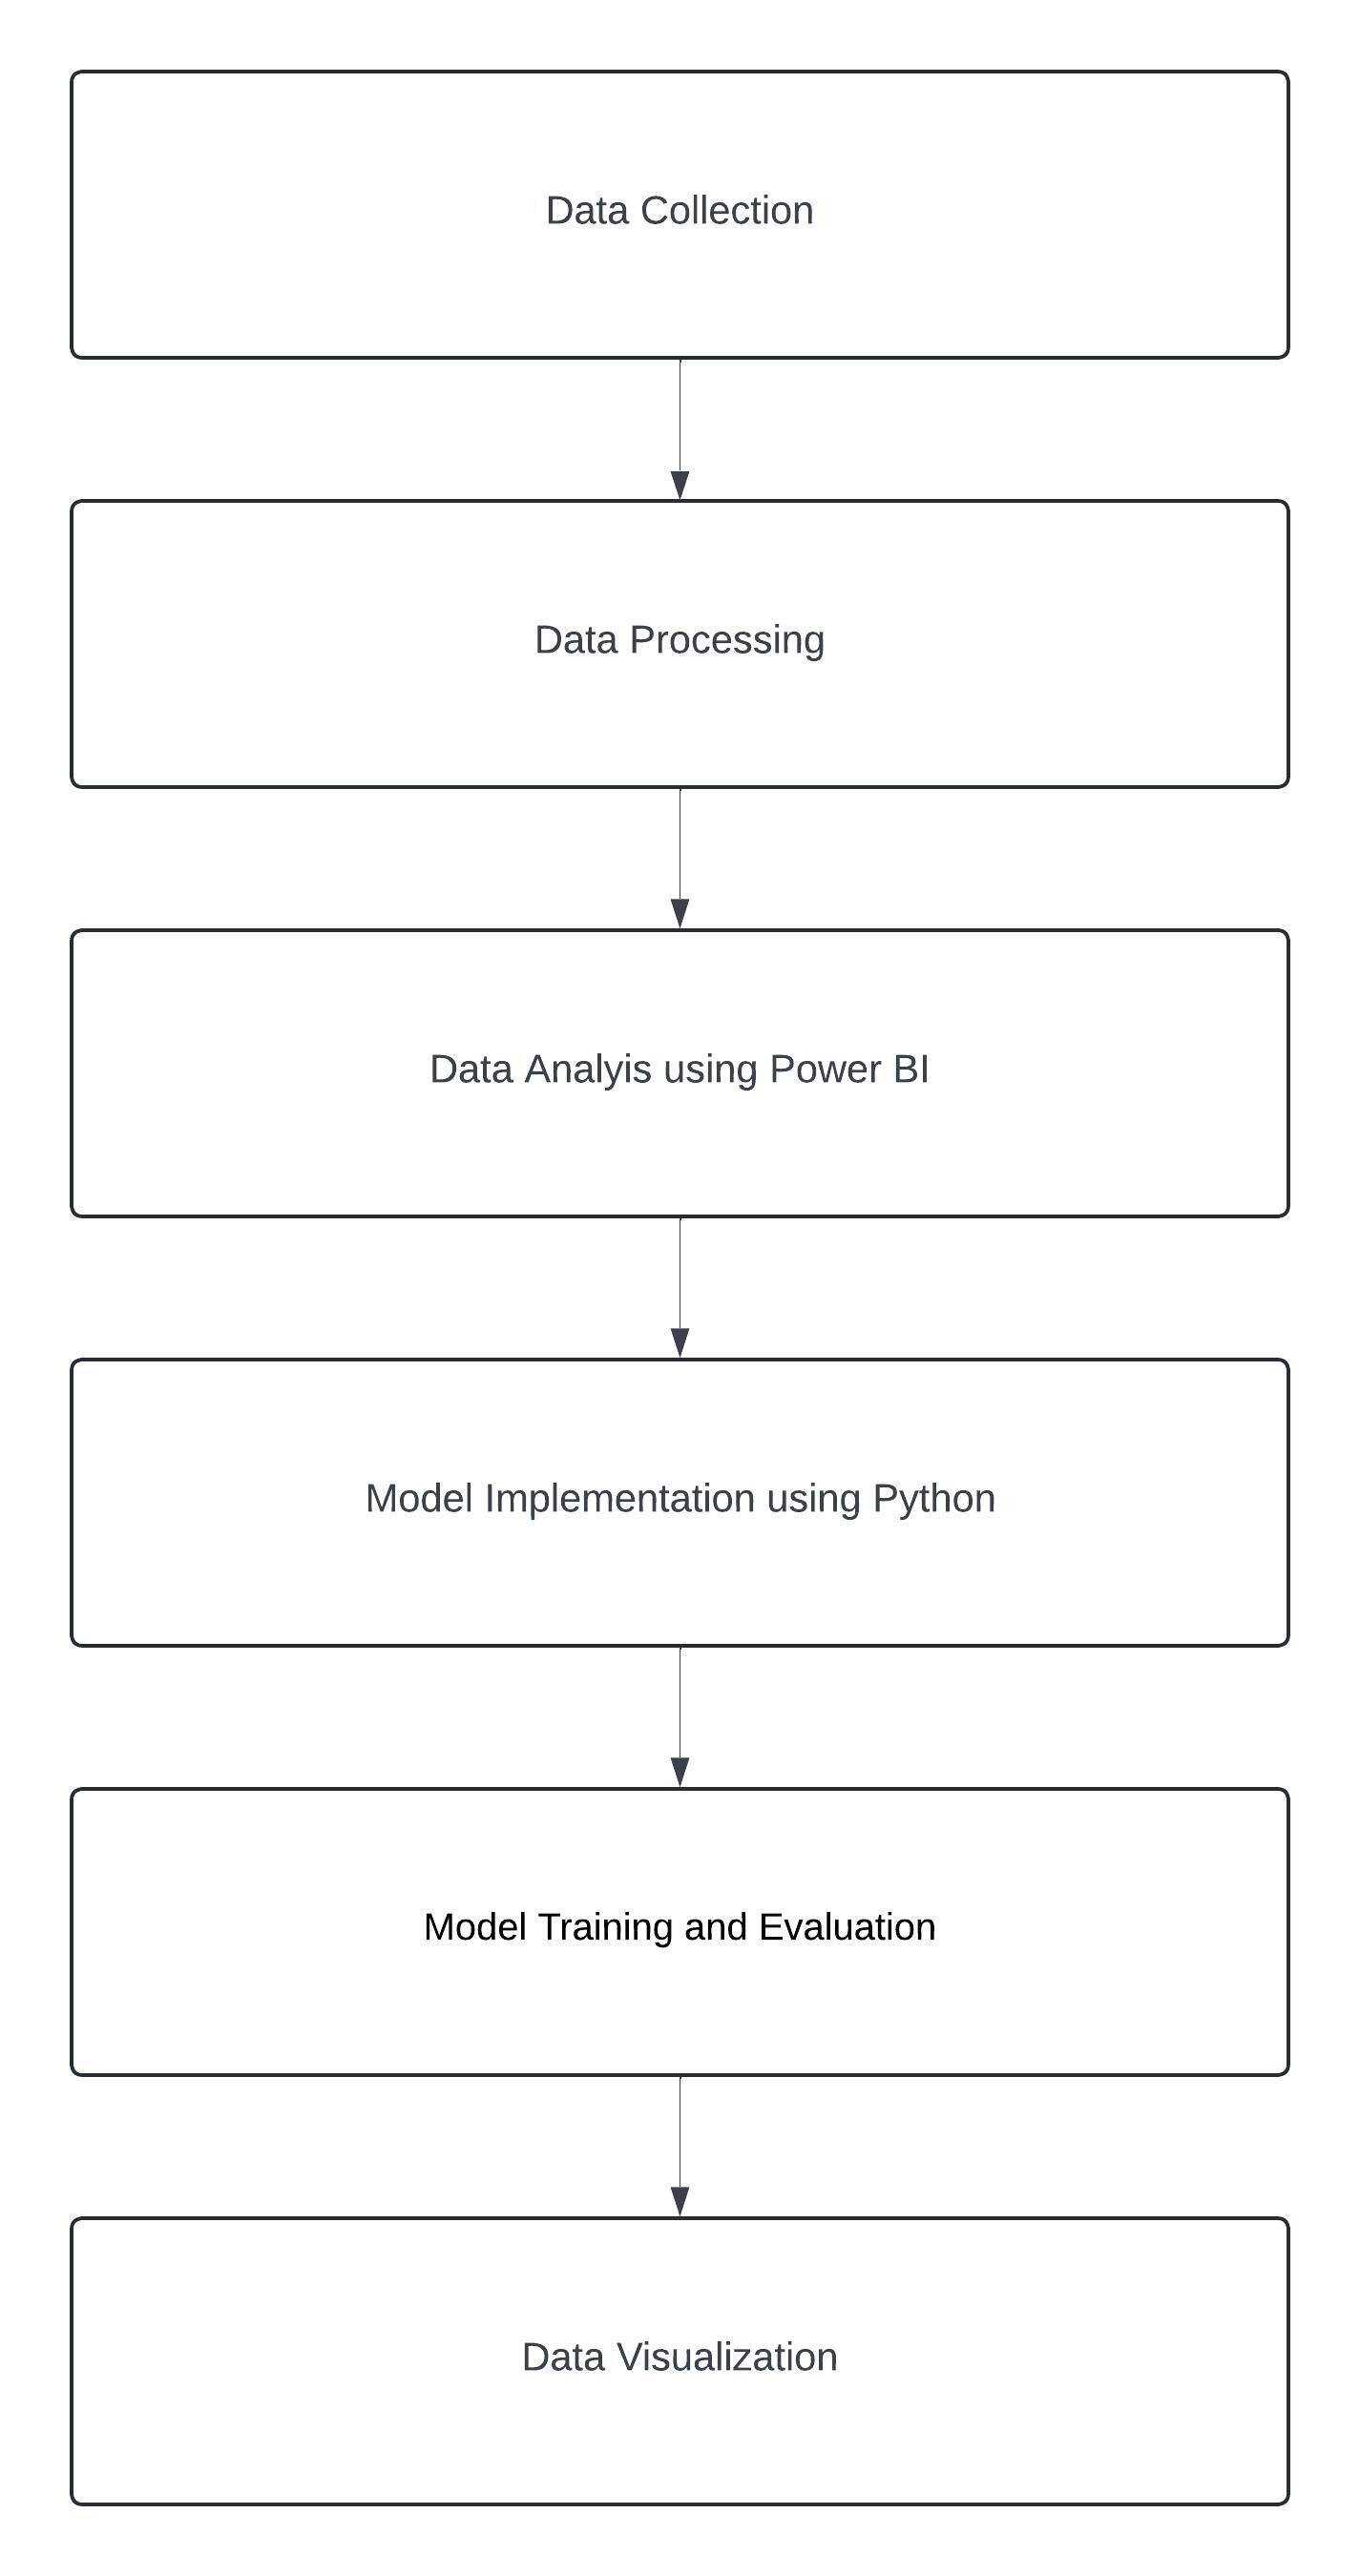 Data Collection
Data Processing
Data Analyis using Power BI
Model Implementation using Python
Model Training and Evaluation
Data Visualization